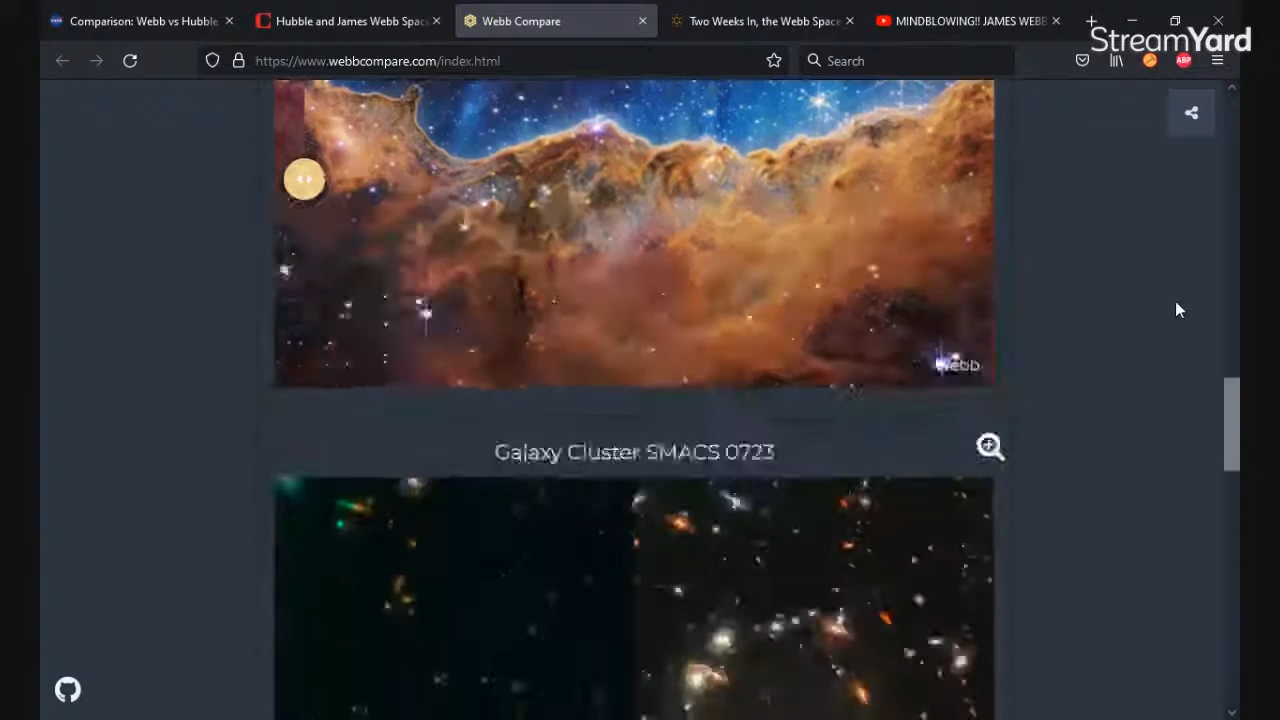 Comparison: Webb vs Hubble
Hubble and James Webb Spac
Webb Compare
Two Weeks In, the Webb Space
MINDBLOWING!! JAMES WEBB
StreamYard
https://www.webbcompare.com/index.html
Search
ABP
Webb
Galaxy Cluster SMACS 0723